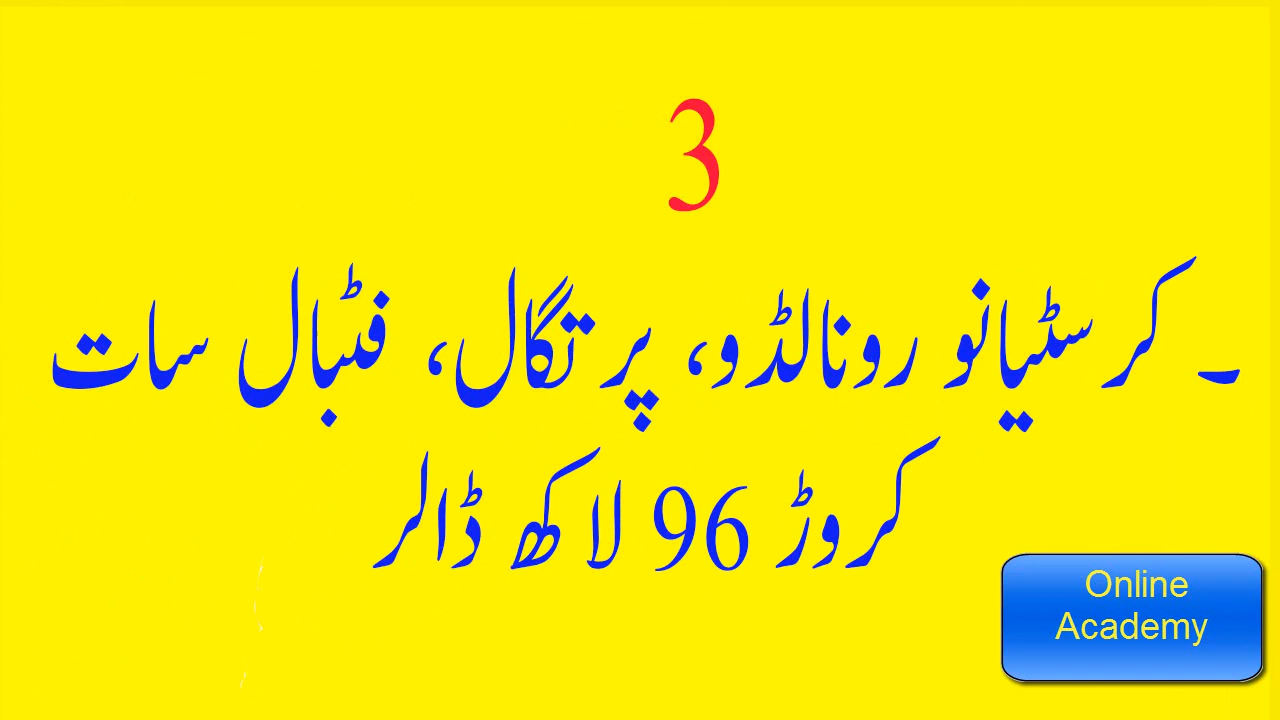 3
۔ کرسٹیانو رونالڈو، پرتگال، فٹبال سات
کروڑ 96 لاکھ ڈالر
Online
Academy